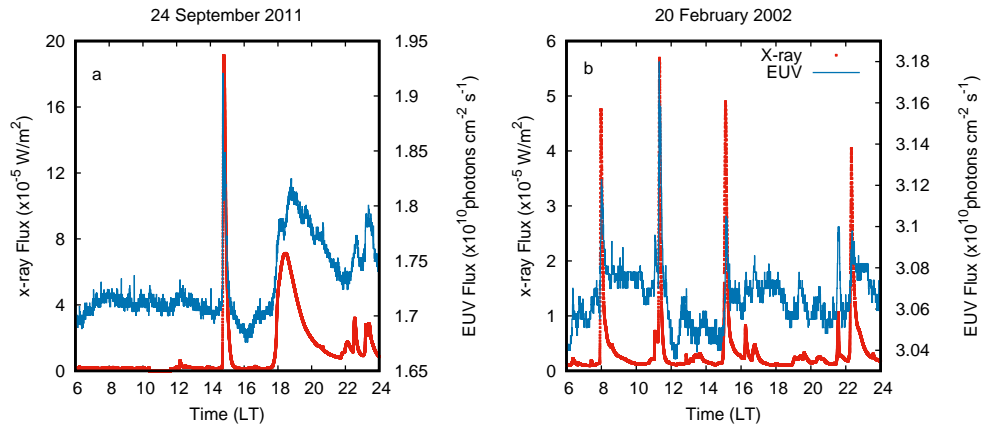 24 September 2011
20 February 2002
a
20
16
12
8
4
0
x-ray Flux (x10⁻⁵ W/m²)
1.95
1.9
1.85
1.8
1.75
1.7
1.65
EUV Flux (x10¹⁰photons cm⁻² s⁻¹)
6 8 10 12 14 16 18 20 22 24
Time (LT)
b
X-ray
EUV
6
5
4
3
2
1
0
x-ray Flux (x10⁻⁵ W/m²)
3.18
3.16
3.14
3.12
3.1
3.08
3.06
3.04
EUV Flux (x10¹⁰photons cm⁻² s⁻¹)
6 8 10 12 14 16 18 20 22 24
Time (LT)